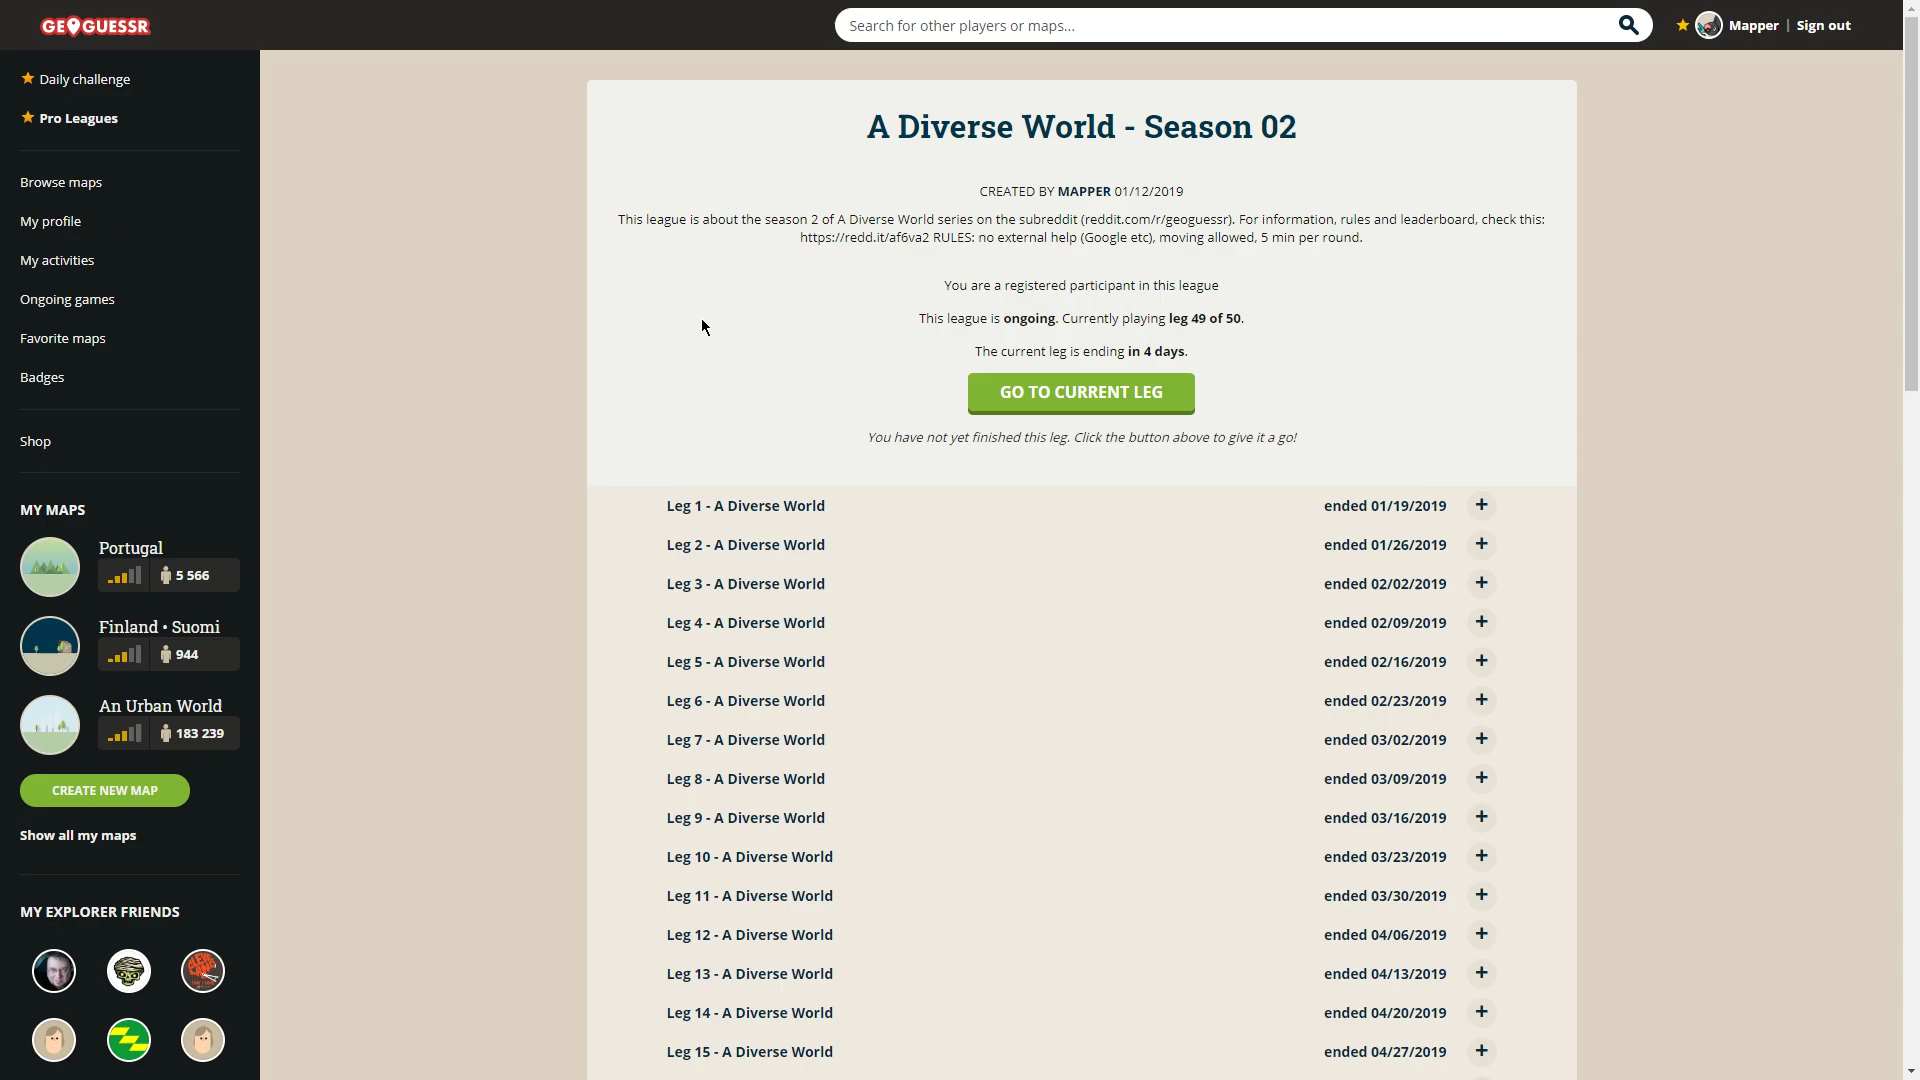 GEOGUESSR
Search for other players or maps...
Mapper | Sign out
Daily challenge
Pro Leagues
Browse maps
My profile
My activities
Ongoing games
Favorite maps
Badges
Shop
MY MAPS
Portugal
5 566
Finland • Suomi
944
An Urban World
183 239
CREATE NEW MAP
Show all my maps
MY EXPLORER FRIENDS
A Diverse World - Season 02
CREATED BY MAPPER 01/12/2019
This league is about the season 2 of A Diverse World series on the subreddit (reddit.com/r/geoguessr). For information, rules and leaderboard, check this:
https://redd.it/af6va2 RULES: no external help (Google etc), moving allowed, 5 min per round.
You are a registered participant in this league
This league is ongoing. Currently playing leg 49 of 50.
The current leg is ending in 4 days.
GO TO CURRENT LEG
You have not yet finished this leg. Click the button above to give it a go!
Leg 1 - A Diverse World ended 01/19/2019 +
Leg 2 - A Diverse World ended 01/26/2019 +
Leg 3 - A Diverse World ended 02/02/2019 +
Leg 4 - A Diverse World ended 02/09/2019 +
Leg 5 - A Diverse World ended 02/16/2019 +
Leg 6 - A Diverse World ended 02/23/2019 +
Leg 7 - A Diverse World ended 03/02/2019 +
Leg 8 - A Diverse World ended 03/09/2019 +
Leg 9 - A Diverse World ended 03/16/2019 +
Leg 10 - A Diverse World ended 03/23/2019 +
Leg 11 - A Diverse World ended 03/30/2019 +
Leg 12 - A Diverse World ended 04/06/2019 +
Leg 13 - A Diverse World ended 04/13/2019 +
Leg 14 - A Diverse World ended 04/20/2019 +
Leg 15 - A Diverse World ended 04/27/2019 +